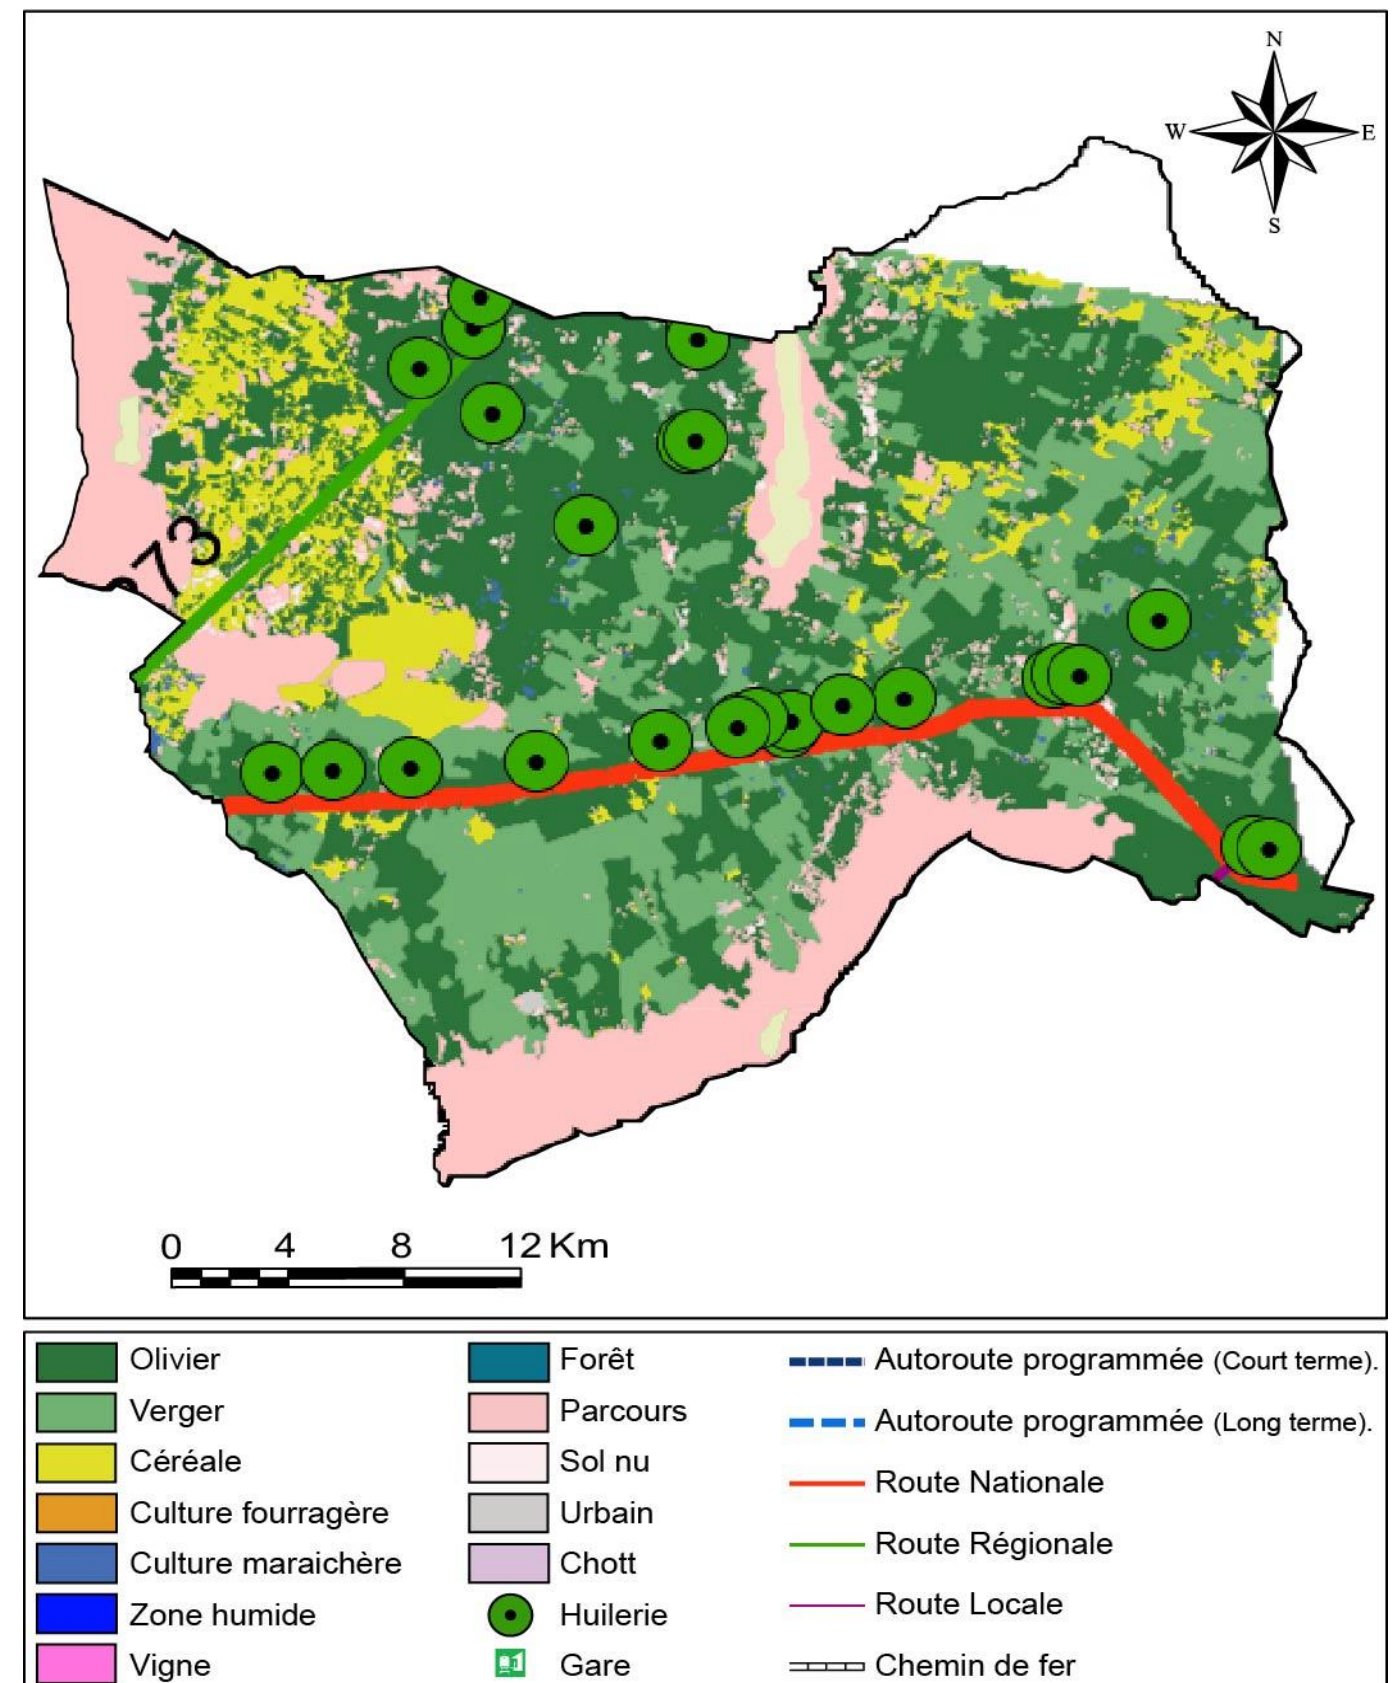 N
W E
S
73
0 4 8 12 Km
Olivier
Verger
Céréale
Culture fourragère
Culture maraichère
Zone humide
Vigne
Forêt
Parcours
Sol nu
Urbain
Chott
Huilerie
Gare
Autoroute programmée (Court terme).
Autoroute programmée (Long terme).
Route Nationale
Route Régionale
Route Locale
Chemin de fer